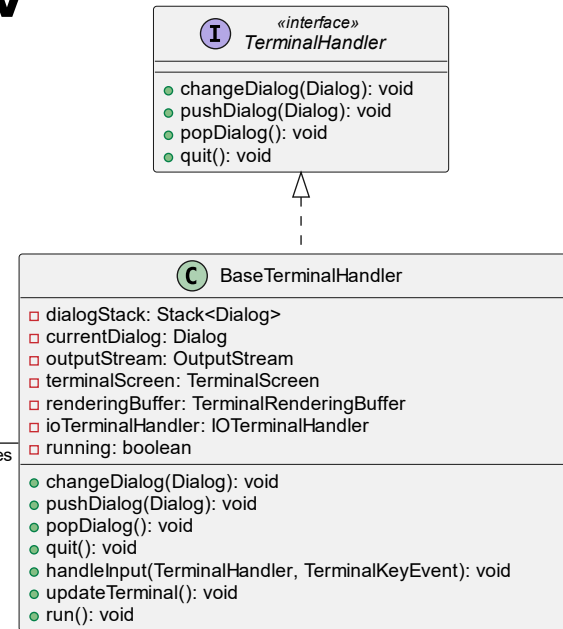 «interface»
I TerminalHandler
changeDialog(Dialog): void
pushDialog(Dialog): void
popDialog(): void
quit(): void
C BaseTerminalHandler
dialogStack: Stack<Dialog>
currentDialog: Dialog
outputStream: OutputStream
terminalScreen: TerminalScreen
renderingBuffer: TerminalRenderingBuffer
ioTerminalHandler: IOTerminalHandler
running: boolean
es
changeDialog(Dialog): void
pushDialog(Dialog): void
popDialog(): void
quit(): void
handleInput(TerminalHandler, TerminalKeyEvent): void
updateTerminal(): void
run(): void